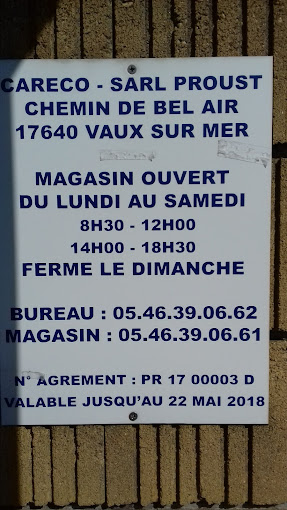 CARECO - SARL PROUST
CHEMIN DE BEL AIR
17640 VAUX SUR MER
MAGASIN OUVERT
DU LUNDI AU SAMEDI
8H30 - 12H00
14H00 - 18H30
FERME LE DIMANCHE
BUREAU : 05.46.39.06.62
MAGASIN : 05.46.39.06.61
N° AGREMENT : PR 17 00003 D
VALABLE JUSQU'AU 22 MAI 2018